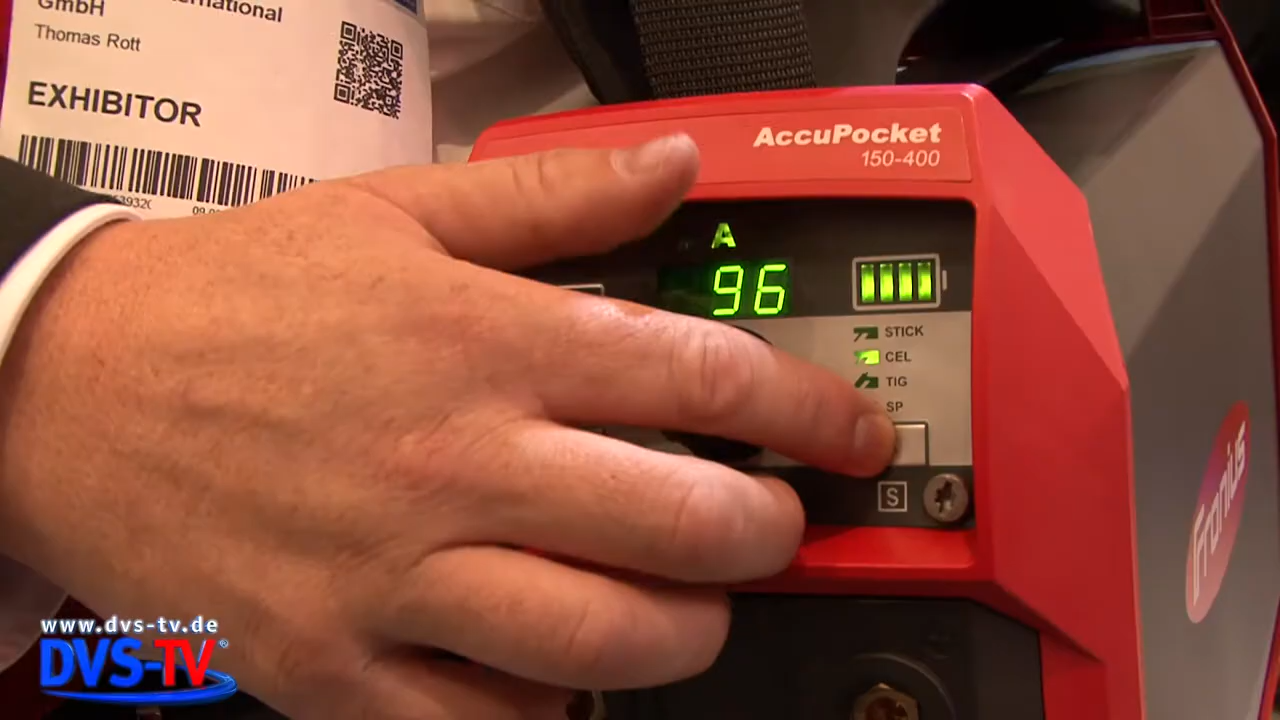 ternational
GmbH
Thomas Rott
EXHIBITOR
AccuPocket
150-400
A
96
STICK
CEL
TIG
SP
S
Fronius
www.dvs-tv.de
DVS-TV®